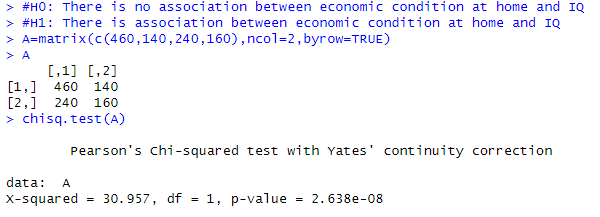 > #H0: There is no association between economic condition at home and IQ
> #H1: There is association between economic condition at home and IQ
> A=matrix(c(460,140,240,160),ncol=2,byrow=TRUE)
> A
     [,1] [,2]
[1,]  460  140
[2,]  240  160
> chisq.test(A)
        Pearson's Chi-squared test with Yates' continuity correction
data:  A
X-squared = 30.957, df = 1, p-value = 2.638e-08